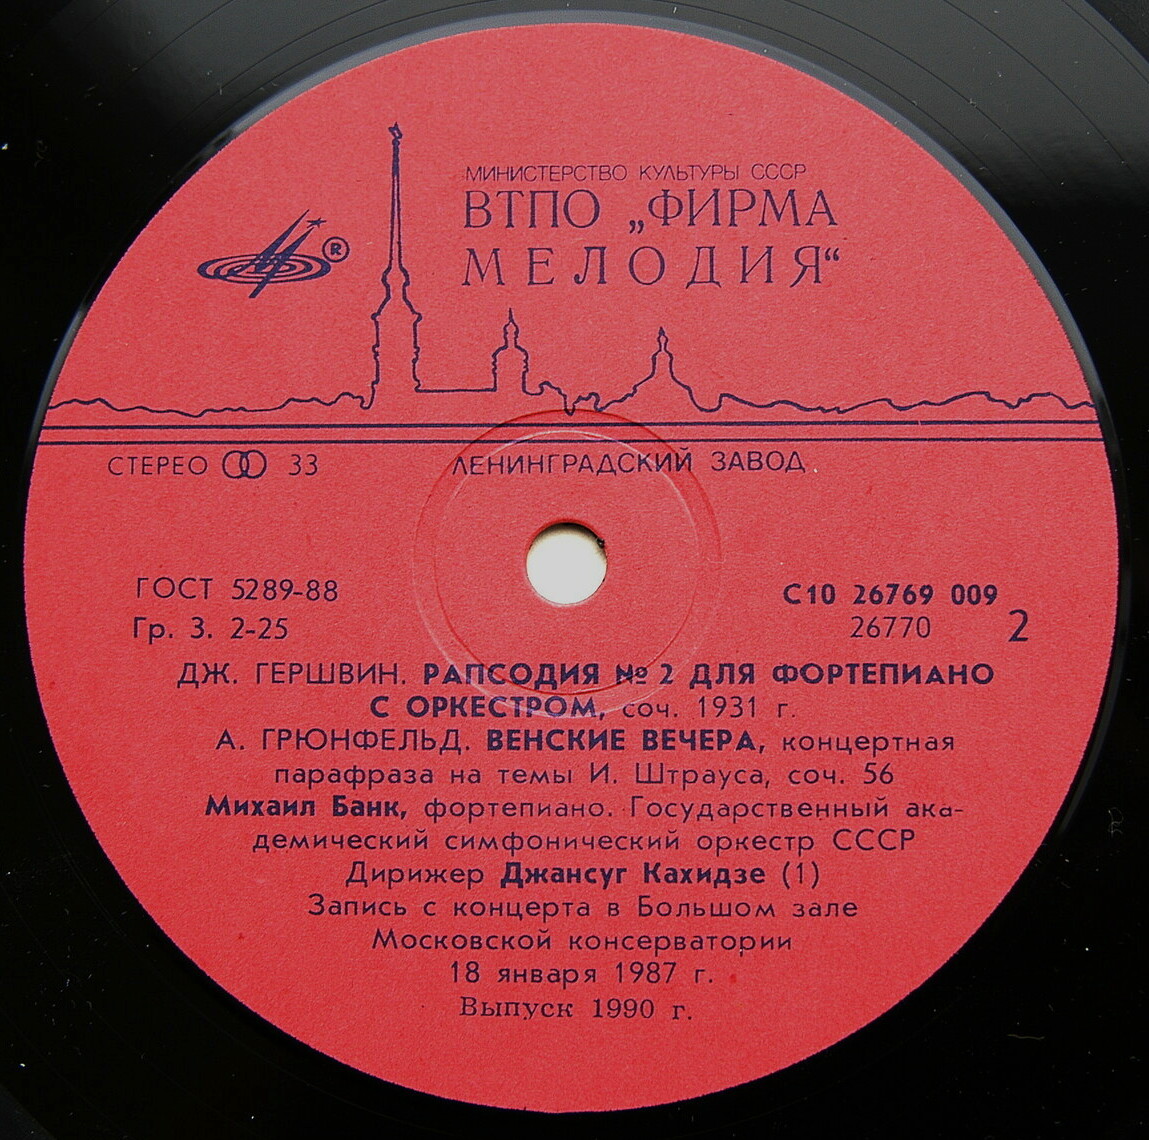 МИНИСТЕРСТВО КУЛЬТУРЫ СССР
ВТПО „ФИРМА
МЕЛОДИЯ“
®
СТЕРЕО 33
ЛЕНИНГРАДСКИЙ ЗАВОД
ГОСТ 5289-88
Гр. 3. 2-25
С10 26769 009
26770 2
ДЖ. ГЕРШВИН. РАПСОДИЯ № 2 ДЛЯ ФОРТЕПИАНО
С ОРКЕСТРОМ, соч. 1931 г.
А. ГРЮНФЕЛЬД. ВЕНСКИЕ ВЕЧЕРА, концертная
парафраза на темы И. Штрауса, соч. 56
Михаил Банк, фортепиано. Государственный ака-
демический симфонический оркестр СССР
Дирижер Джансуг Кахидзе (1)
Запись с концерта в Большом зале
Московской консерватории
18 января 1987 г.
Выпуск 1990 г.